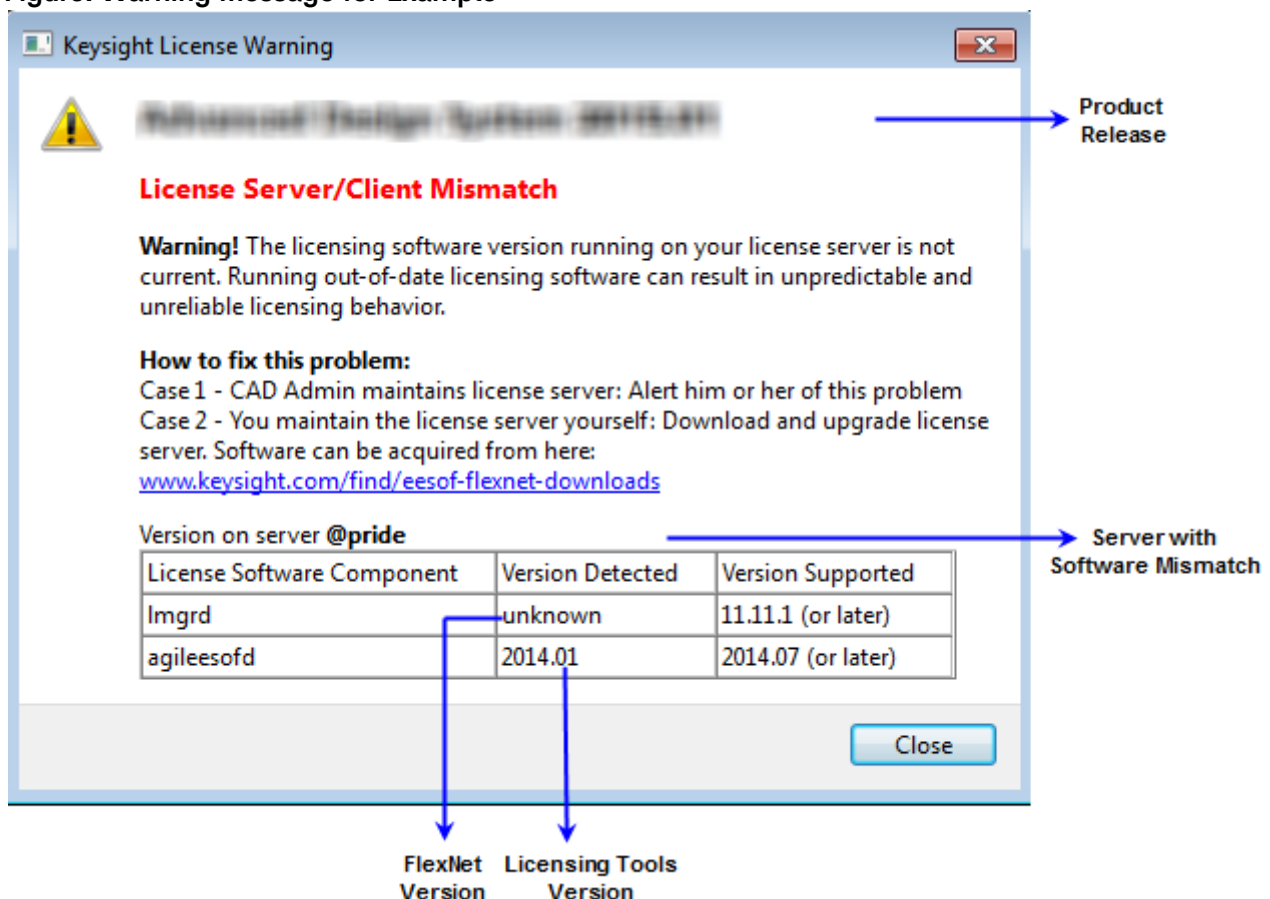 Figure: Warning Message for Example
Keysight License Warning
Product
Release
License Server/Client Mismatch
Warning! The licensing software version running on your license server is not
current. Running out-of-date licensing software can result in unpredictable and
unreliable licensing behavior.
How to fix this problem:
Case 1 - CAD Admin maintains license server: Alert him or her of this problem
Case 2 - You maintain the license server yourself: Download and upgrade license
server. Software can be acquired from here:
www.keysight.com/find/eesof-flexnet-downloads
Version on server @pride
Server with
Software Mismatch
License Software Component Version Detected Version Supported
lmgrd unknown 11.11.1 (or later)
agileesofd 2014.01 2014.07 (or later)
Close
FlexNet
Version
Licensing Tools
Version